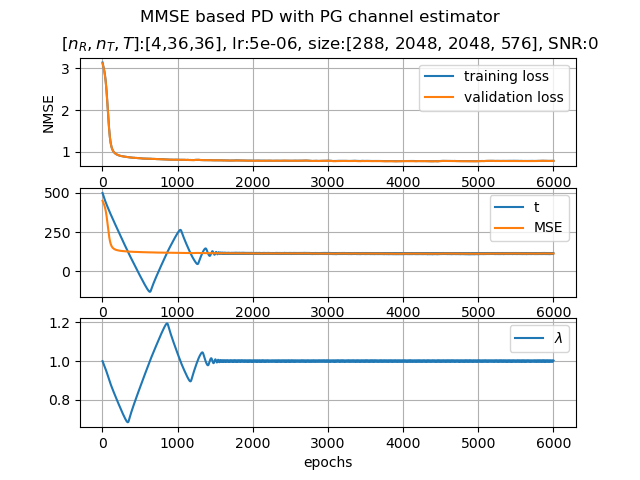 MMSE based PD with PG channel estimator
[n_R, n_T, T]:[4,36,36], lr:5e-06, size:[288, 2048, 2048, 576], SNR:0
3
2
1
NMSE
training loss
validation loss
0 1000 2000 3000 4000 5000 6000
500
250
0
t
MSE
0 1000 2000 3000 4000 5000 6000
1.2
1.0
0.8
λ
0 1000 2000 3000 4000 5000 6000
epochs